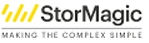 StorMagic
MAKING THE COMPLEX SIMPLE